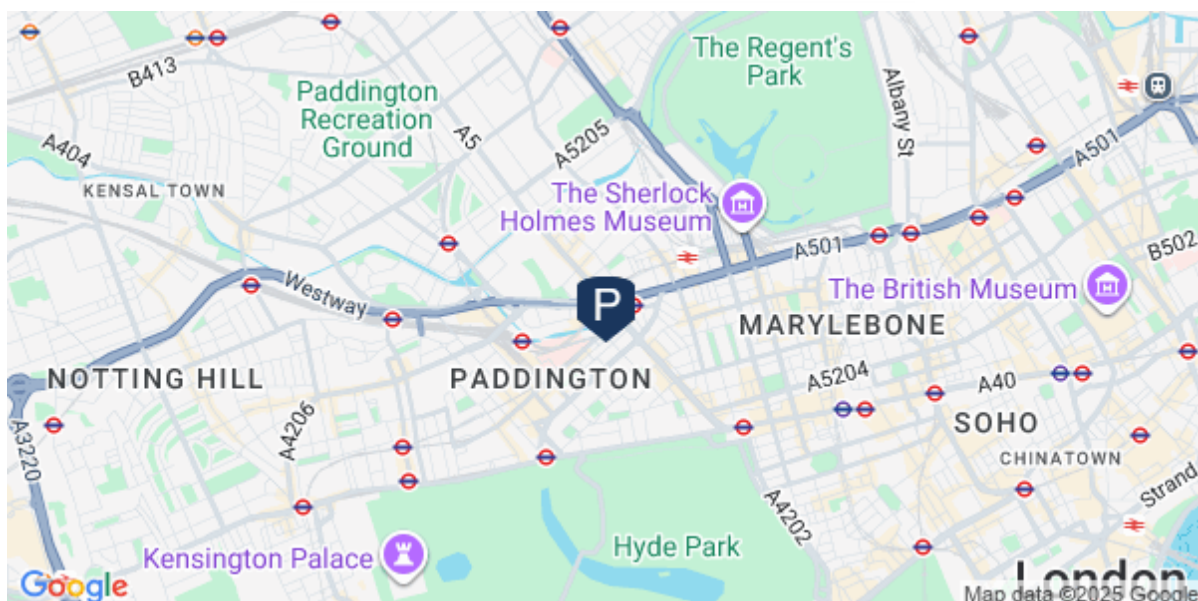 The Regent's
Park
B413
Paddington
Recreation
Ground
A5
A5205
Albany St
A501
A404
KENSAL TOWN
The Sherlock
Holmes Museum
A501
B502
Westway
P
The British Museum
MARYLEBONE
NOTTING HILL
PADDINGTON
A5204
A40
A4206
SOHO
A3220
CHINATOWN
Strand
A4202
Kensington Palace
Hyde Park
London
Google
Map data ©2025 Google